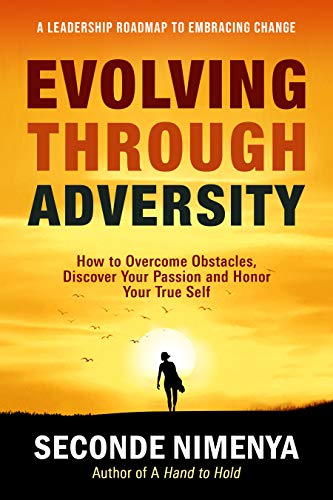 A LEADERSHIP ROADMAP TO EMBRACING CHANGE
EVOLVING
THROUGH
ADVERSITY
How to Overcome Obstacles,
Discover Your Passion and Honor
Your True Self
SECONDE NIMENYA
Author of A Hand to Hold